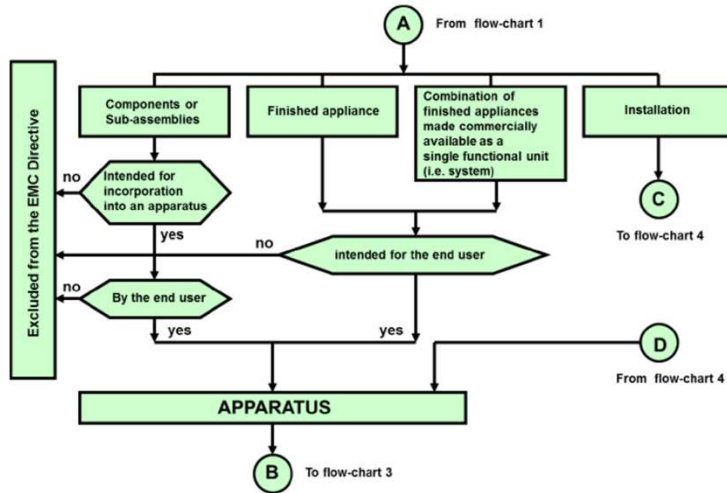 A
From flow-chart 1
Excluded from the EMC Directive
Components or
Sub-assemblies
Finished appliance
Combination of
finished appliances
made commercially
available as a
single functional unit
(i.e. system)
Installation
no
Intended for
incorporation
into an apparatus
C
To flow-chart 4
yes
no
intended for the end user
no
By the end user
yes
yes
D
From flow-chart 4
APPARATUS
B
To flow-chart 3